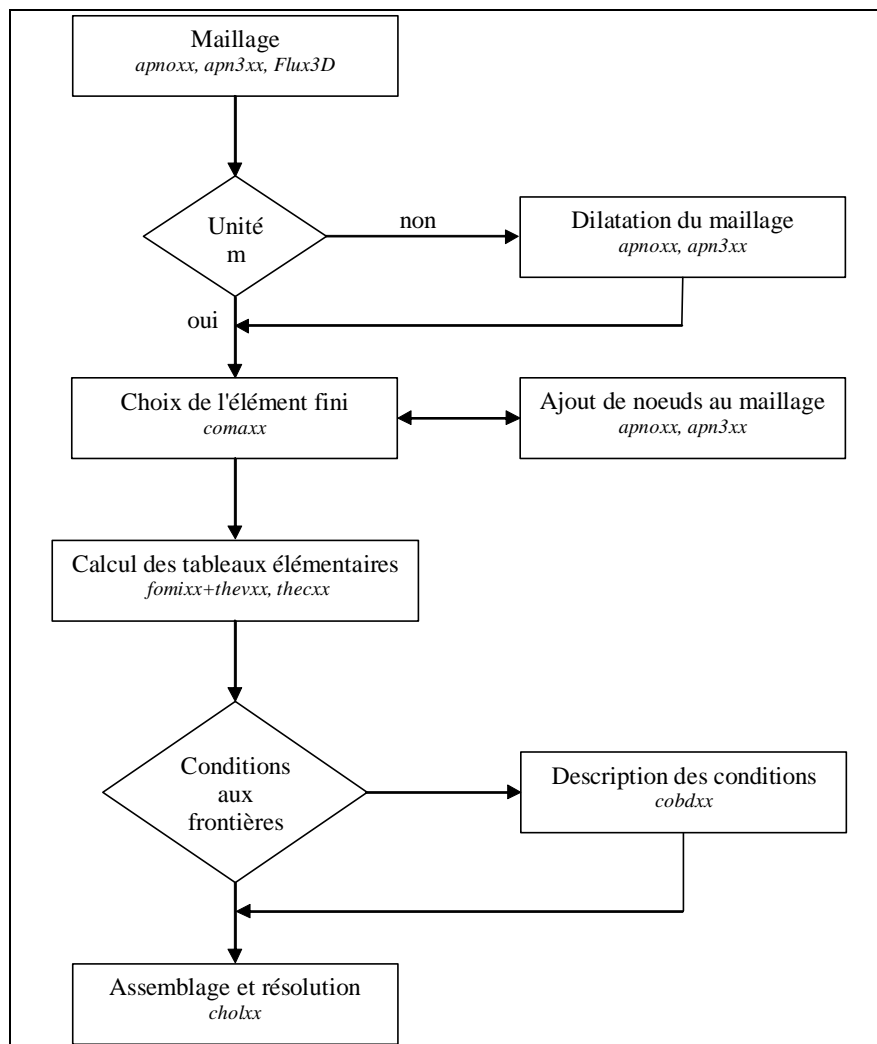 Maillage
apnoxx, apn3xx, Flux3D
Unité
m
non
Dilatation du maillage
apnoxx, apn3xx
oui
Choix de l'élément fini
comaxx
Ajout de noeuds au maillage
apnoxx, apn3xx
Calcul des tableaux élémentaires
fomixx+thevxx, thecxx
Conditions
aux
frontières
Description des conditions
cobdxx
Assemblage et résolution
cholxx